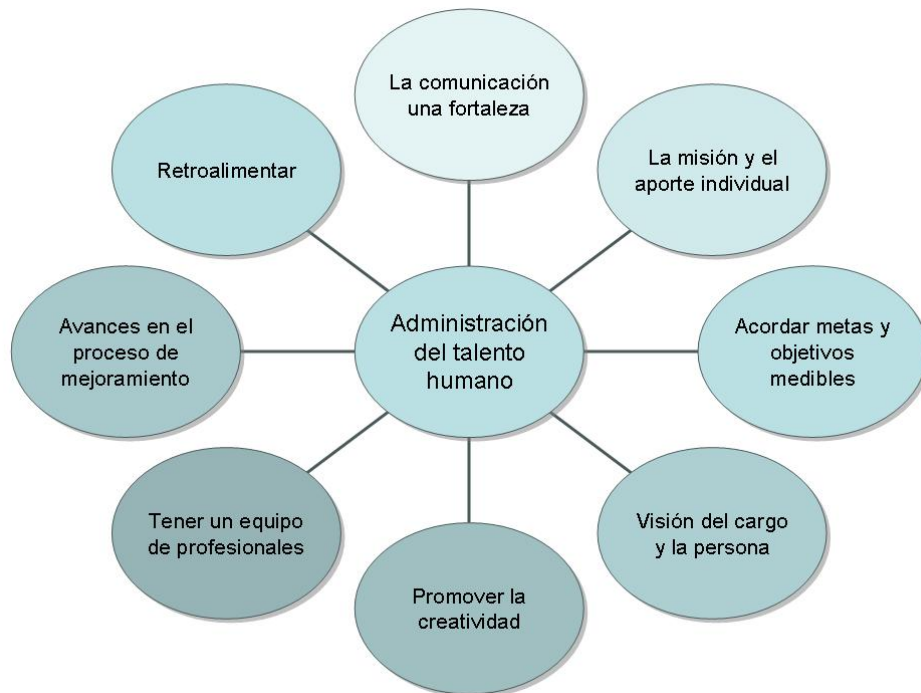 La comunicación
una fortaleza
La misión y el
aporte individual
Acordar metas y
objetivos
medibles
Visión del cargo
y la persona
Promover la
creatividad
Tener un equipo
de profesionales
Avances en el
proceso de
mejoramiento
Retroalimentar
Administración
del talento
humano